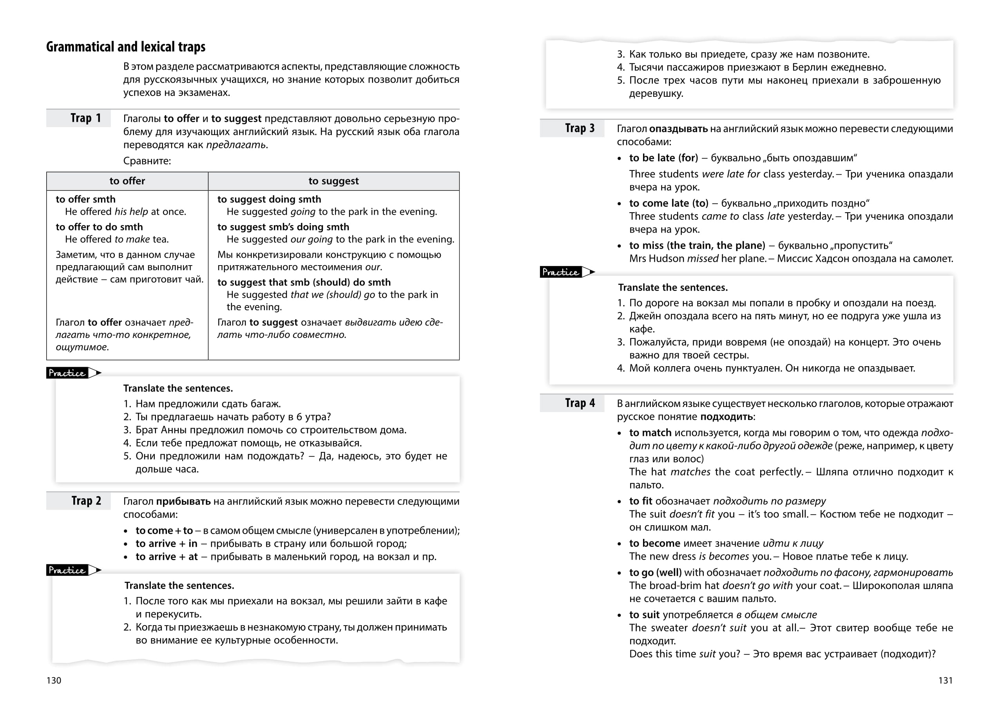 Grammatical and lexical traps
В этом разделе рассматриваются аспекты, представляющие сложность
для русскоязычных учащихся, но знание которых позволит добиться
успехов на экзаменах.
Trap 1
Глаголы to offer и to suggest представляют довольно серьезную про-
блему для изучающих английский язык. На русский язык оба глагола
переводятся как предлагать.
Сравните:
to offer
to offer smth
He offered his help at once.
to offer to do smth
He offered to make tea.
Заметим, что в данном случае
предлагающий сам выполнит
действие – сам приготовит чай.
Глагол to offer означает пред-
лагать что-то конкретное,
ощутимое.
to suggest
to suggest doing smth
He suggested going to the park in the evening.
to suggest smb’s doing smth
He suggested our going to the park in the evening.
Мы конкретизировали конструкцию с помощью
притяжательного местоимения our.
to suggest that smb (should) do smth
He suggested that we (should) go to the park in
the evening.
Глагол to suggest означает выдвигать идею сде-
лать что-либо совместно.
Practice
Translate the sentences.
1. Нам предложили сдать багаж.
2. Ты предлагаешь начать работу в 6 утра?
3. Брат Анны предложил помочь со строительством дома.
4. Если тебе предложат помощь, не отказывайся.
5. Они предложили нам подождать? – Да, надеюсь, это будет не
дольше часа.
Trap 2
Глагол прибывать на английский язык можно перевести следующими
способами:
• to come + to – в самом общем смысле (универсален в употреблении);
• to arrive + in – прибывать в страну или большой город;
• to arrive + at – прибывать в маленький город, на вокзал и пр.
Practice
Translate the sentences.
1. После того как мы приехали на вокзал, мы решили зайти в кафе
и перекусить.
2. Когда ты приезжаешь в незнакомую страну, ты должен принимать
во внимание ее культурные особенности.
130
3. Как только вы приедете, сразу же нам позвоните.
4. Тысячи пассажиров приезжают в Берлин ежедневно.
5. После трех часов пути мы наконец приехали в заброшенную
деревушку.
Trap 3
Глагол опаздывать на английский язык можно перевести следующими
способами:
• to be late (for) – буквально „быть опоздавшим“
Three students were late for class yesterday. – Три ученика опаздали
вчера на урок.
• to come late (to) – буквально „приходить поздно“
Three students came to class late yesterday. – Три ученика опоздали
вчера на урок.
• to miss (the train, the plane) – буквально „пропустить“
Mrs Hudson missed her plane. – Миссис Хадсон опоздала на самолет.
Practice
Translate the sentences.
1. По дороге на вокзал мы попали в пробку и опоздали на поезд.
2. Джейн опоздала всего на пять минут, но ее подруга уже ушла из
кафе.
3. Пожалуйста, приди вовремя (не опоздай) на концерт. Это очень
важно для твоей сестры.
4. Мой коллега очень пунктуален. Он никогда не опаздывает.
Trap 4
В английском языке существует несколько глаголов, которые отражают
русское понятие подходить:
• to match используется, когда мы говорим о том, что одежда подхо-
дит по цвету к какой-либо другой одежде (реже, например, к цвету
глаз или волос)
The hat matches the coat perfectly. – Шляпа отлично подходит к
пальто.
• to fit обозначает подходить по размеру
The suit doesn’t fit you – it’s too small. – Костюм тебе не подходит –
он слишком мал.
• to become имеет значение идти к лицу
The new dress is becomes you. – Новое платье тебе к лицу.
• to go (well) with обозначает подходить по фасону, гармонировать
The broad-brim hat doesn’t go with your coat. – Широкополая шляпа
не сочетается с вашим пальто.
• to suit употребляется в общем смысле
The sweater doesn’t suit you at all.– Этот свитер вообще тебе не
подходит.
Does this time suit you? – Это время вас устраивает (подходит)?
131